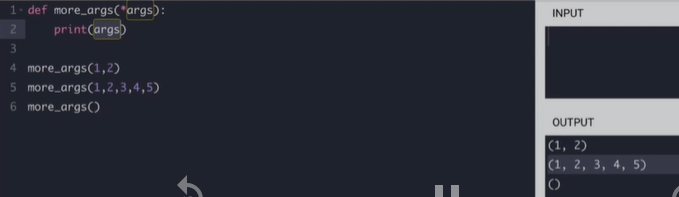 1 def more_args(*args):
2     print(args)
3
4 more_args(1,2)
5 more_args(1,2,3,4,5)
6 more_args()
INPUT
OUTPUT
(1, 2)
(1, 2, 3, 4, 5)
()